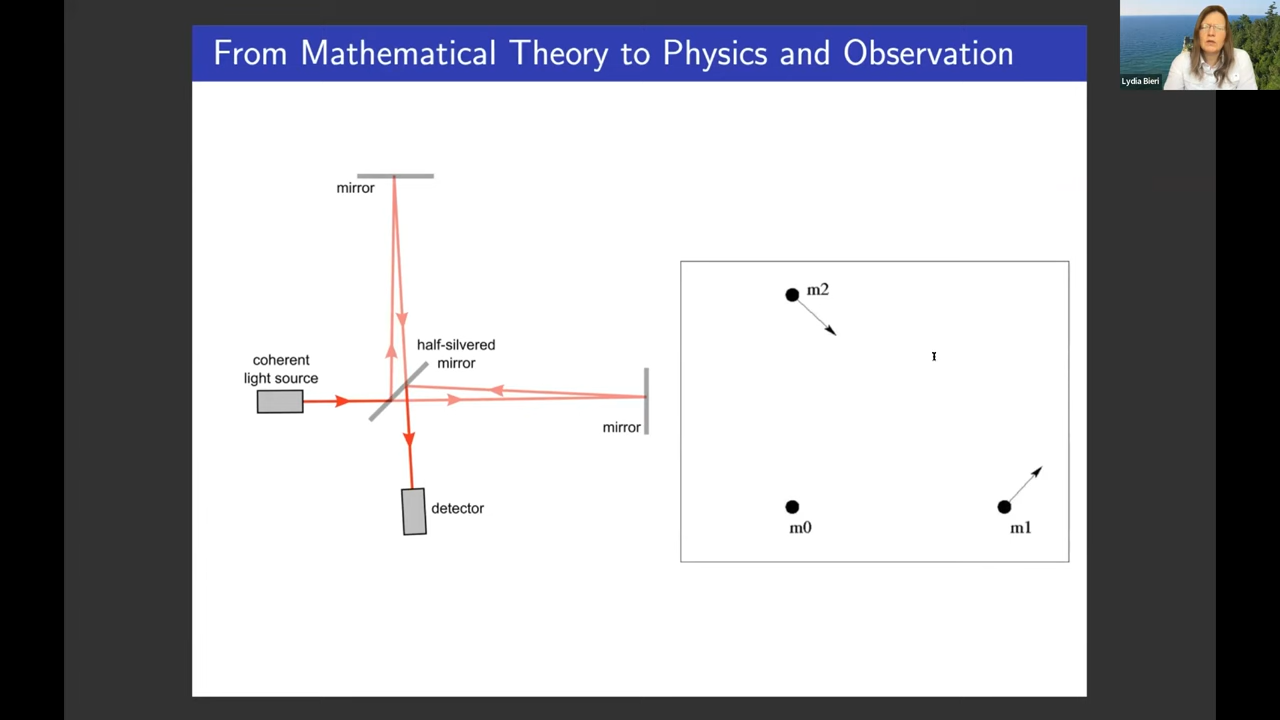 From Mathematical Theory to Physics and Observation
Lydia Bieri
mirror
half-silvered
mirror
coherent
light source
mirror
detector
m2
m0
m1